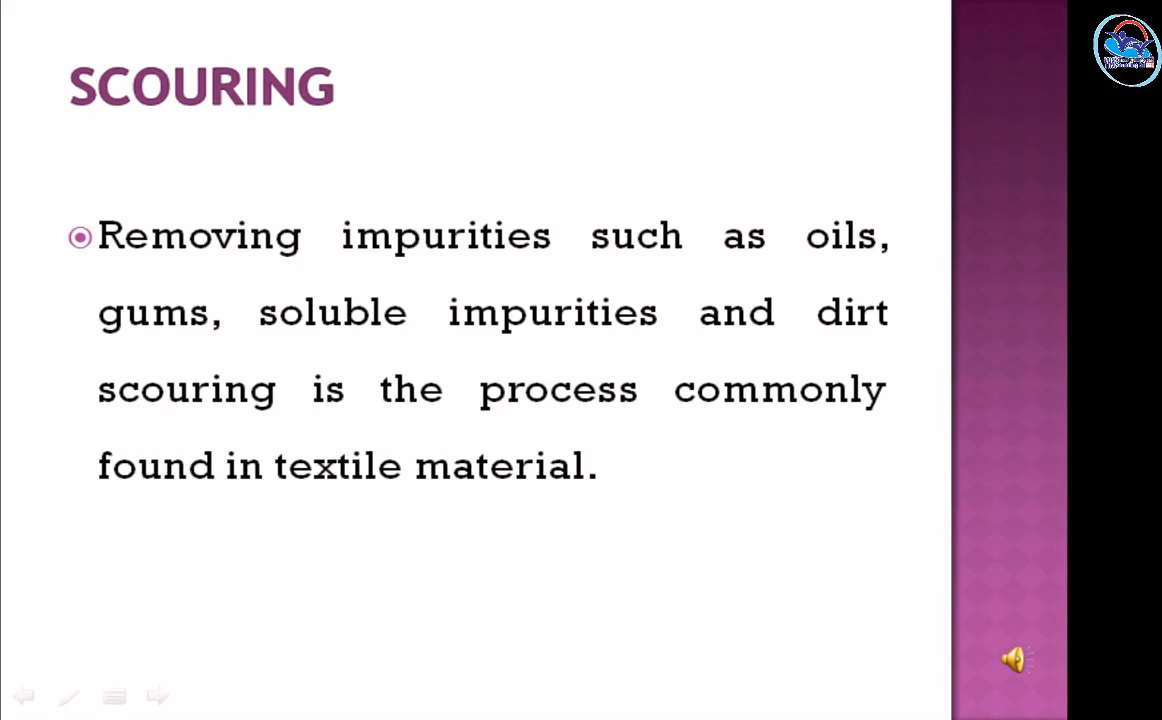 SCOURING
Removing impurities such as oils,
gums, soluble impurities and dirt
scouring is the process commonly
found in textile material.